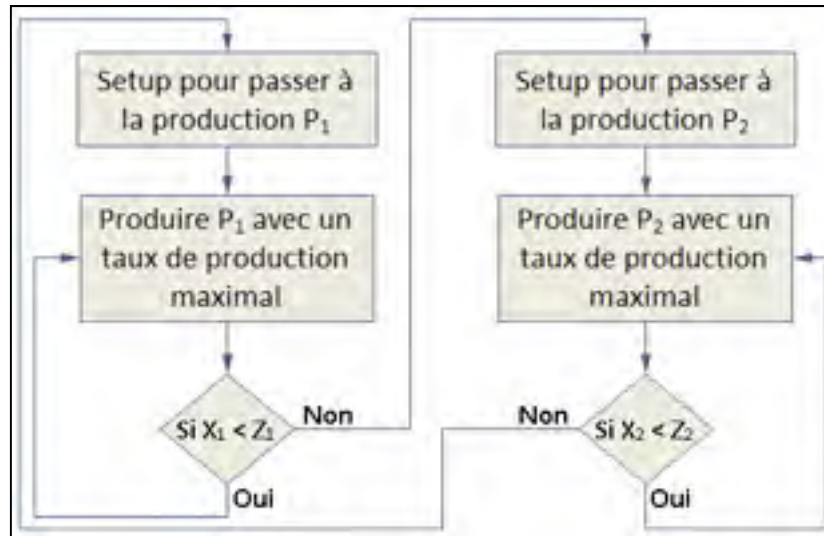 Setup pour passer à
la production P₁
Produire P₁ avec un
taux de production
maximal
Si X₁ < Z₁
Non
Oui
Setup pour passer à
la production P₂
Produire P₂ avec un
taux de production
maximal
Non
Si X₂ < Z₂
Oui